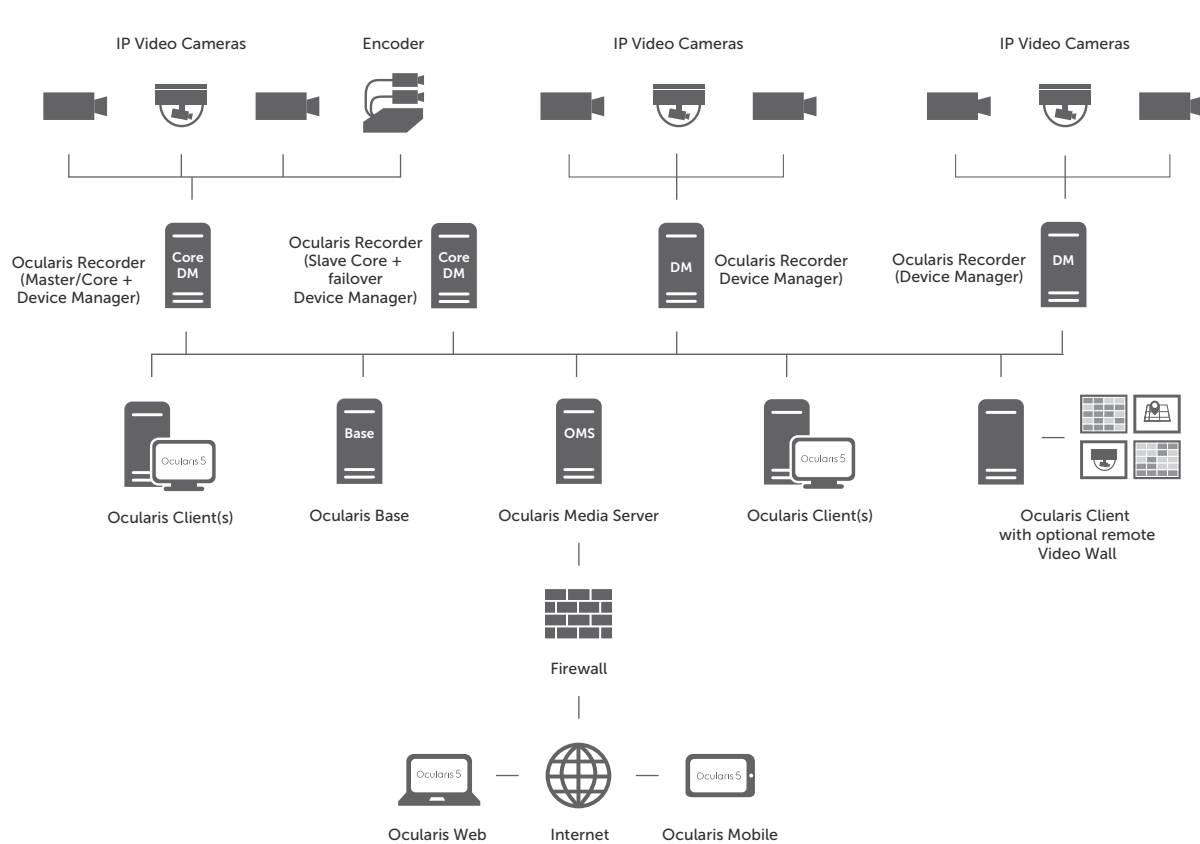 IP Video Cameras
Encoder
IP Video Cameras
IP Video Cameras
Ocularis Recorder
(Master/Core +
Device Manager)
Core
DM
Ocularis Recorder
(Slave Core +
failover
Device Manager)
Core
DM
DM
Ocularis Recorder
Device Manager)
Ocularis Recorder
(Device Manager)
DM
Ocularis 5
Ocularis Client(s)
Base
Ocularis Base
OMS
Ocularis Media Server
Ocularis 5
Ocularis Client(s)
Ocularis Client
with optional remote
Video Wall
Firewall
Ocularis 5
Ocularis Web
Internet
Ocularis 5
Ocularis Mobile